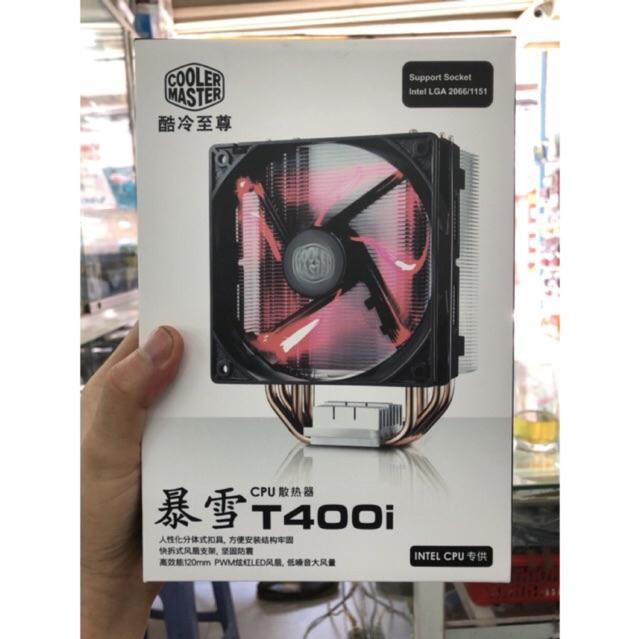 COOLER
MASTER
酷冷至尊
Support Socket
Intel LGA 2066/1151
CPU 散热器
暴雪 T400i
人性化分体式扣具, 方便安装结构牢固
快拆式风扇支架, 坚固防震
高效能120mm PWM炫红LED风扇, 低噪音大风量
INTEL CPU 专供